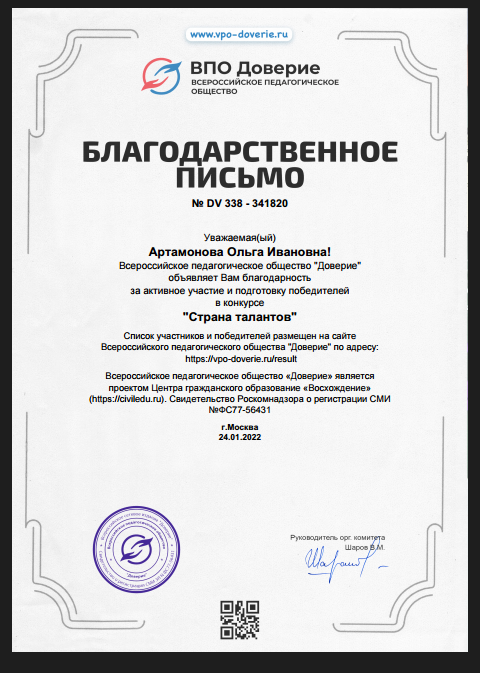 www.vpo-doverie.ru
ВПО Доверие
ВСЕРОССИЙСКОЕ ПЕДАГОГИЧЕСКОЕ
ОБЩЕСТВО
БЛАГОДАРСТВЕННОЕ
ПИСЬМО
№ DV 338 - 341820
Уважаемая(ый)
Артамонова Ольга Ивановна!
Всероссийское педагогическое общество "Доверие"
объявляет Вам благодарность
за активное участие и подготовку победителей
в конкурсе
"Страна талантов"
Список участников и победителей размещен на сайте
Всероссийского педагогического общества "Доверие" по адресу:
https://vpo-doverie.ru/result
Всероссийское педагогическое общество «Доверие» является
проектом Центра гражданского образование «Восхождение»
(https://civiledu.ru). Свидетельство Роскомнадзора о регистрации СМИ
№ФС77-56431
г.Москва
24.01.2022
Руководитель орг. комитета
Шаров В.М.
"Доверие"